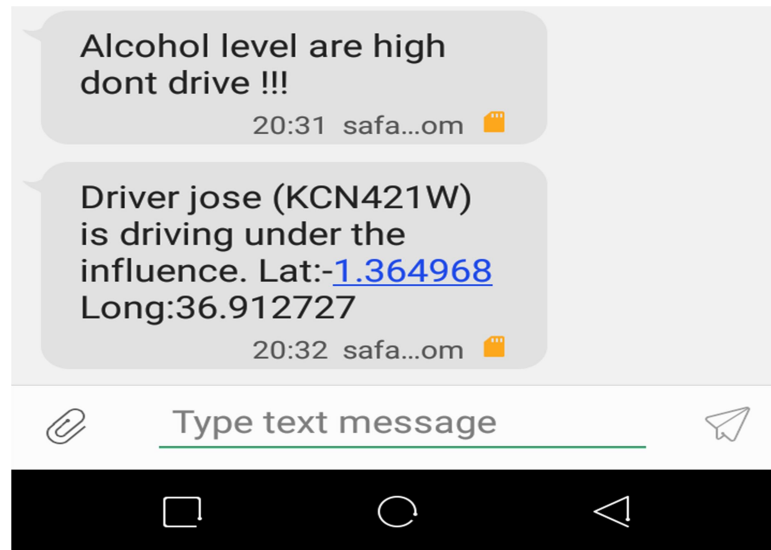 Alcohol level are high
dont drive !!!
20:31 safa...om
Driver jose (KCN421W)
is driving under the
influence. Lat:-1.364968
Long:36.912727
20:32 safa...om
Type text message